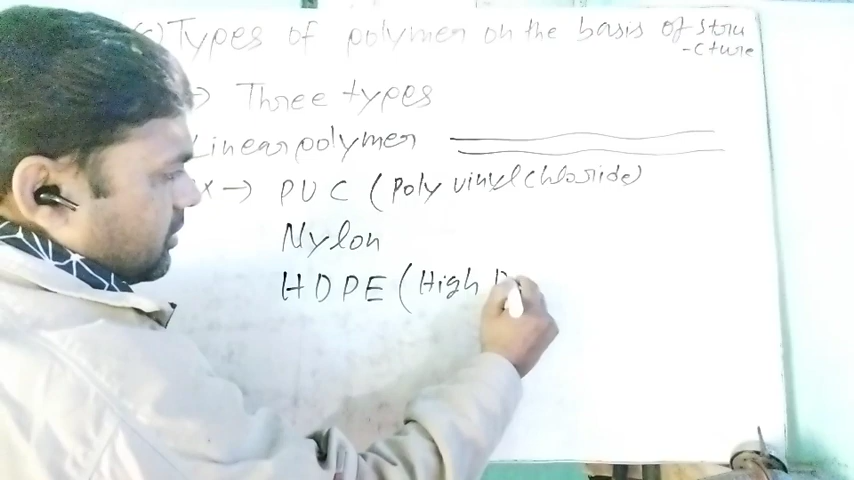 Types of polymer on the basis of Stru
-cture
→ Three types
Linear polymer
x → PVC (Poly vinyl chloride)
Nylon
HDPE (High